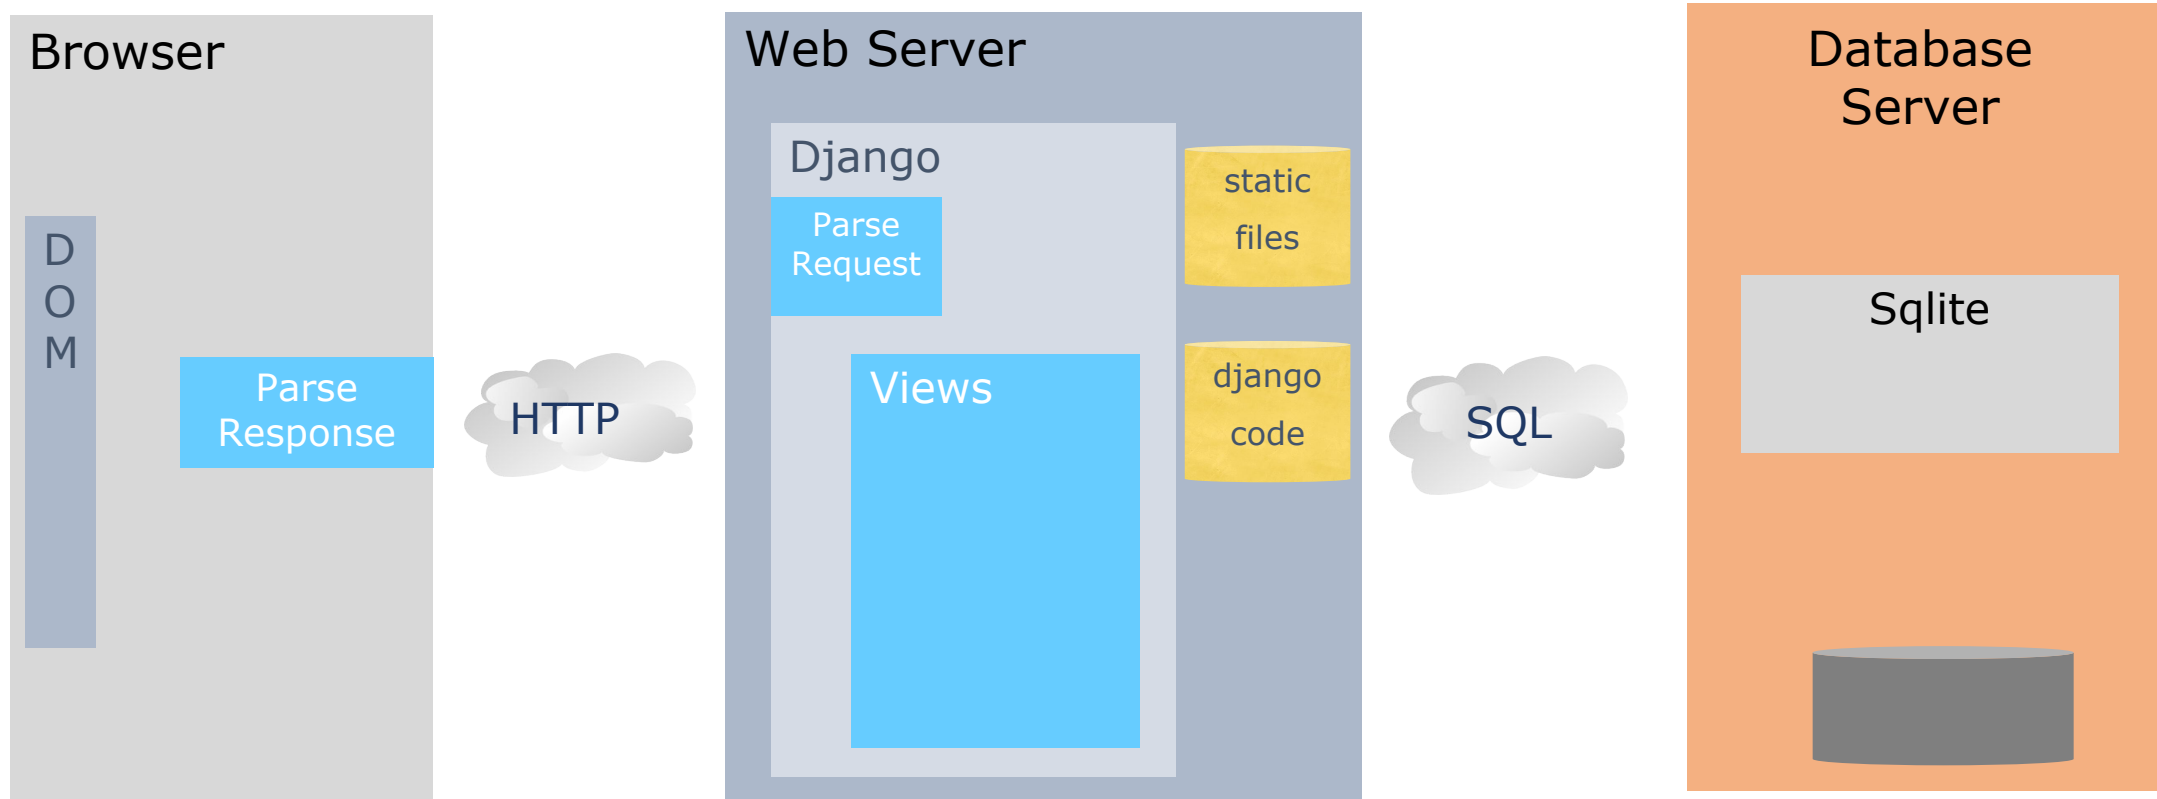 Browser
D
O
M
Parse
Response
HTTP
Web Server
Django
Parse
Request
Views
static
files
django
code
SQL
Database
Server
Sqlite